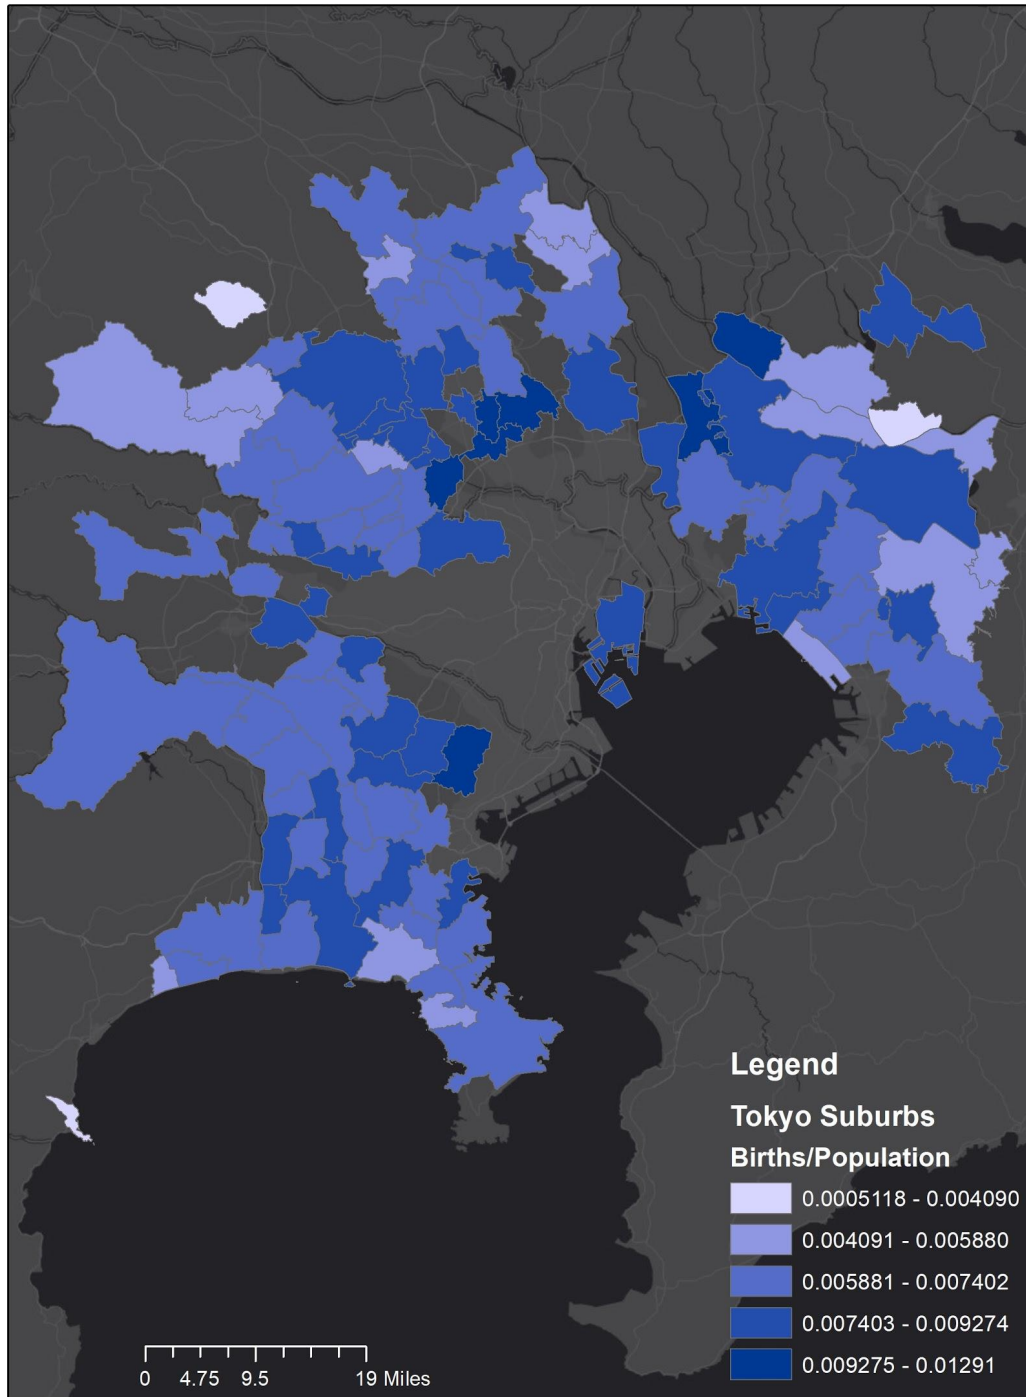 Legend
Tokyo Suburbs
Births/Population
0.0005118 - 0.004090
0.004091 - 0.005880
0.005881 - 0.007402
0.007403 - 0.009274
0.009275 - 0.01291
0 4.75 9.5 19 Miles